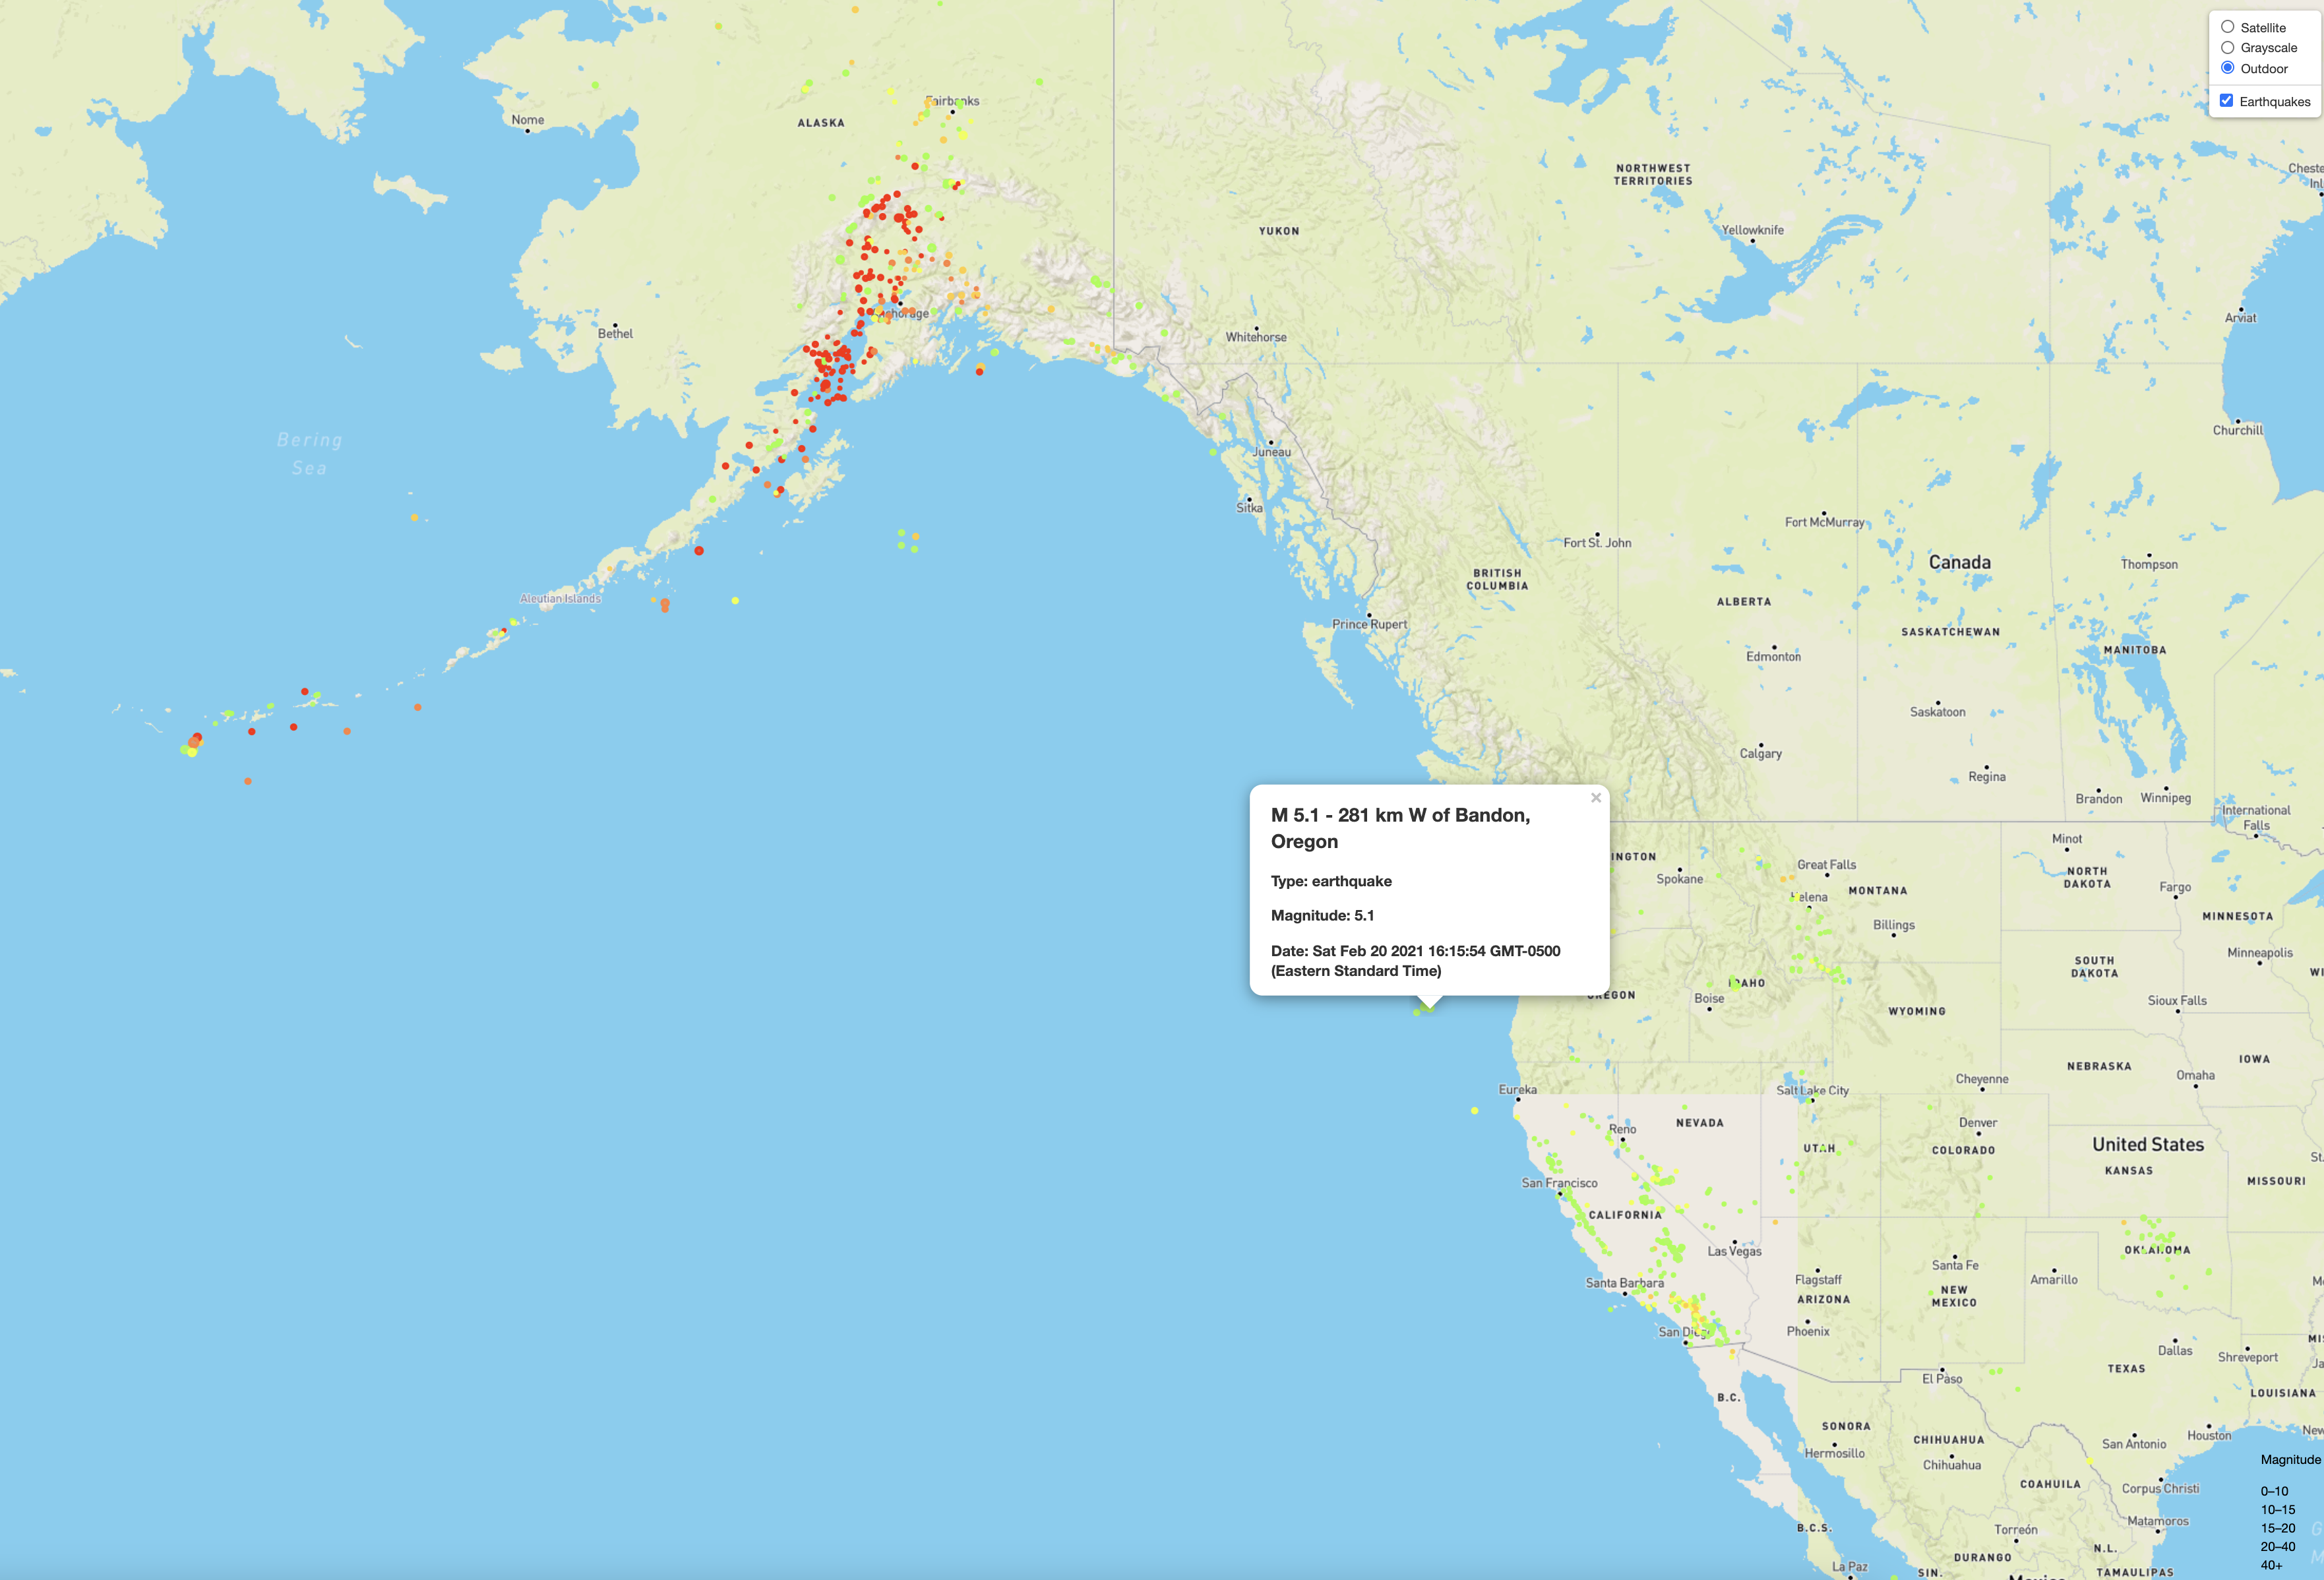 Satellite
Grayscale
Outdoor
Earthquakes
Fairbanks
Nome
ALASKA
NORTHWEST
TERRITORIES
Yellowknife
YUKON
Whitehorse
Arviat
Bethel
Churchill
Bering
Sea
Juneau
Sitka
Fort McMurray
Fort St. John
Canada
Thompson
BRITISH
COLUMBIA
ALBERTA
Aleutian Islands
Prince Rupert
SASKATCHEWAN
MANITOBA
Edmonton
Saskatoon
Calgary
Regina
Brandon
Winnipeg
International
Falls
M 5.1 - 281 km W of Bandon,
Oregon
Type: earthquake
Magnitude: 5.1
Date: Sat Feb 20 2021 16:15:54 GMT-0500
(Eastern Standard Time)
×
Minot
INGTON
Spokane
Great Falls
NORTH
DAKOTA
Fargo
MONTANA
Helena
MINNESOTA
Billings
Minneapolis
SOUTH
DAKOTA
WI
IDAHO
OREGON
Boise
Sioux Falls
WYOMING
IOWA
NEBRASKA
Omaha
Cheyenne
Eureka
Salt Lake City
NEVADA
Denver
Reno
UTAH
COLORADO
United States
KANSAS
St.
San Francisco
MISSOURI
CALIFORNIA
Las Vegas
OKLAHOMA
Santa Fe
Santa Barbara
Flagstaff
Amarillo
ARIZONA
NEW
MEXICO
Phoenix
San Diego
Dallas
Shreveport
TEXAS
El Paso
LOUISIANA
B.C.
SONORA
Hermosillo
CHIHUAHUA
Chihuahua
San Antonio
Houston
New
COAHUILA
Corpus Christi
Matamoros
B.C.S.
Torreón
N.L.
DURANGO
La Paz
SIN.
TAMAULIPAS
Magnitude
0–10
10–15
15–20
20–40
40+